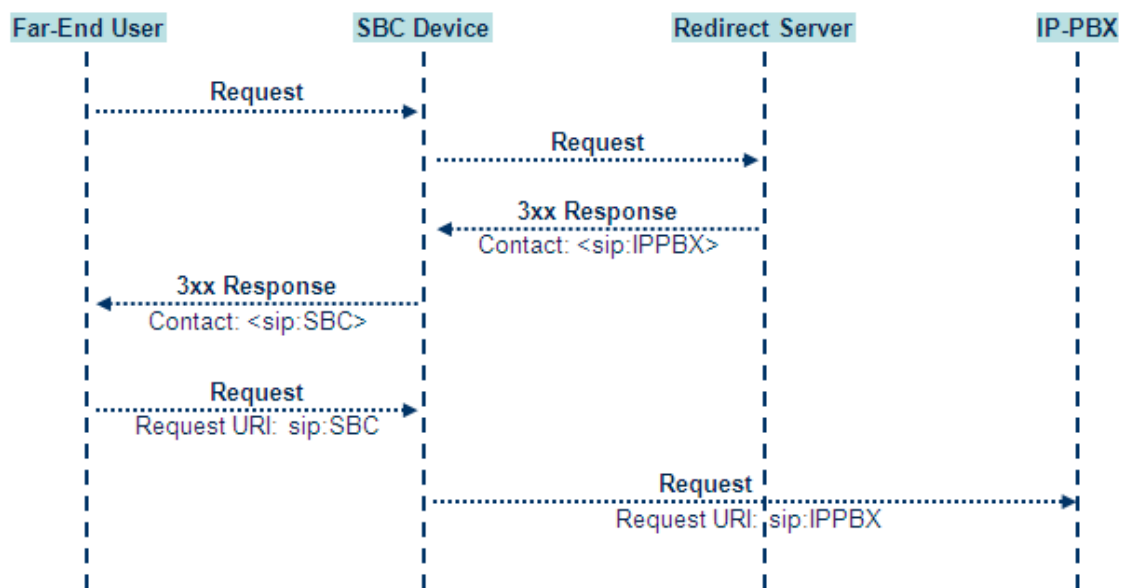 Far-End User
SBC Device
Redirect Server
IP-PBX
Request
Request
3xx Response
Contact: <sip:IPPBX>
3xx Response
Contact: <sip:SBC>
Request
Request URI: sip:SBC
Request
Request URI: sip:IPPBX